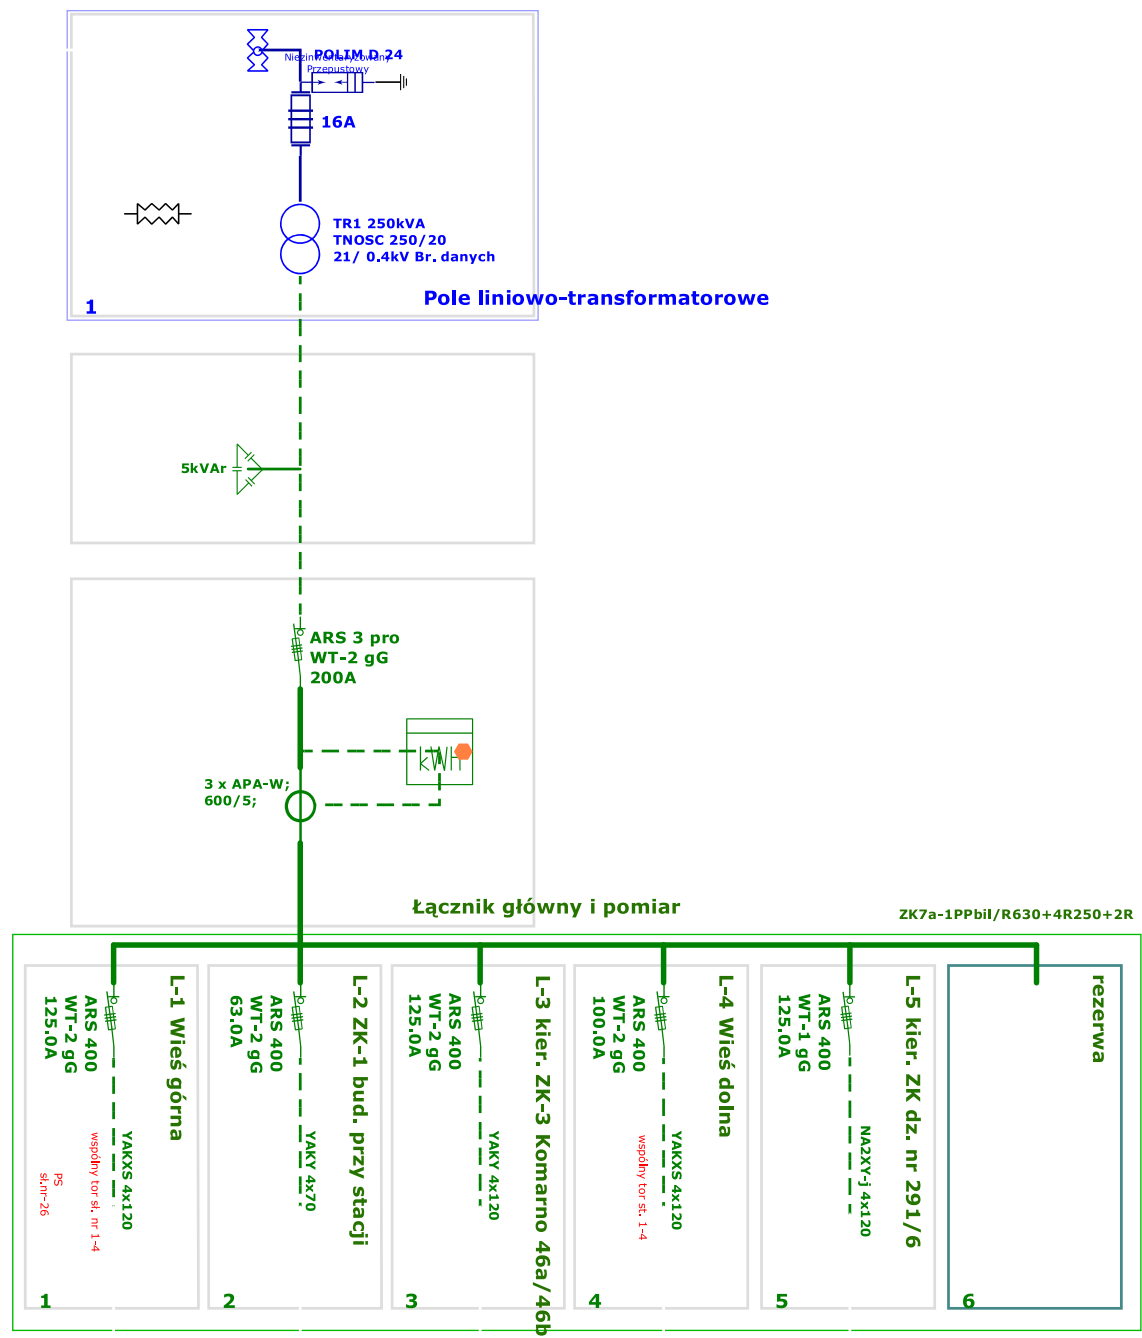 POLIM D 24
Niezinwentaryzowany
Przepustowy
16A
TR1 250kVA
TNOSC 250/20
21/ 0.4kV Br. danych
Pole liniowo-transformatorowe
1
5kVAr
ARS 3 pro
WT-2 gG
200A
kWH
3 x APA-W;
600/5;
Łącznik główny i pomiar
ZK7a-1PPbil/R630+4R250+2R
L-1 Wieś górna
ARS 400
WT-2 gG
125.0A
YAKXS 4x120
wspólny tor sł. nr 1-4
PS
sł.nr-26
1
L-2 ZK-1 bud. przy stacji
ARS 400
WT-2 gG
63.0A
YAKY 4x70
2
L-3 kier. ZK-3 Komarno 46a/46b
ARS 400
WT-2 gG
125.0A
YAKY 4x120
3
L-4 Wieś dolna
ARS 400
WT-2 gG
100.0A
YAKXS 4x120
wspólny tor st. 1-4
4
L-5 kier. ZK dz. nr 291/6
ARS 400
WT-1 gG
125.0A
NA2XY-j 4x120
5
rezerwa
6